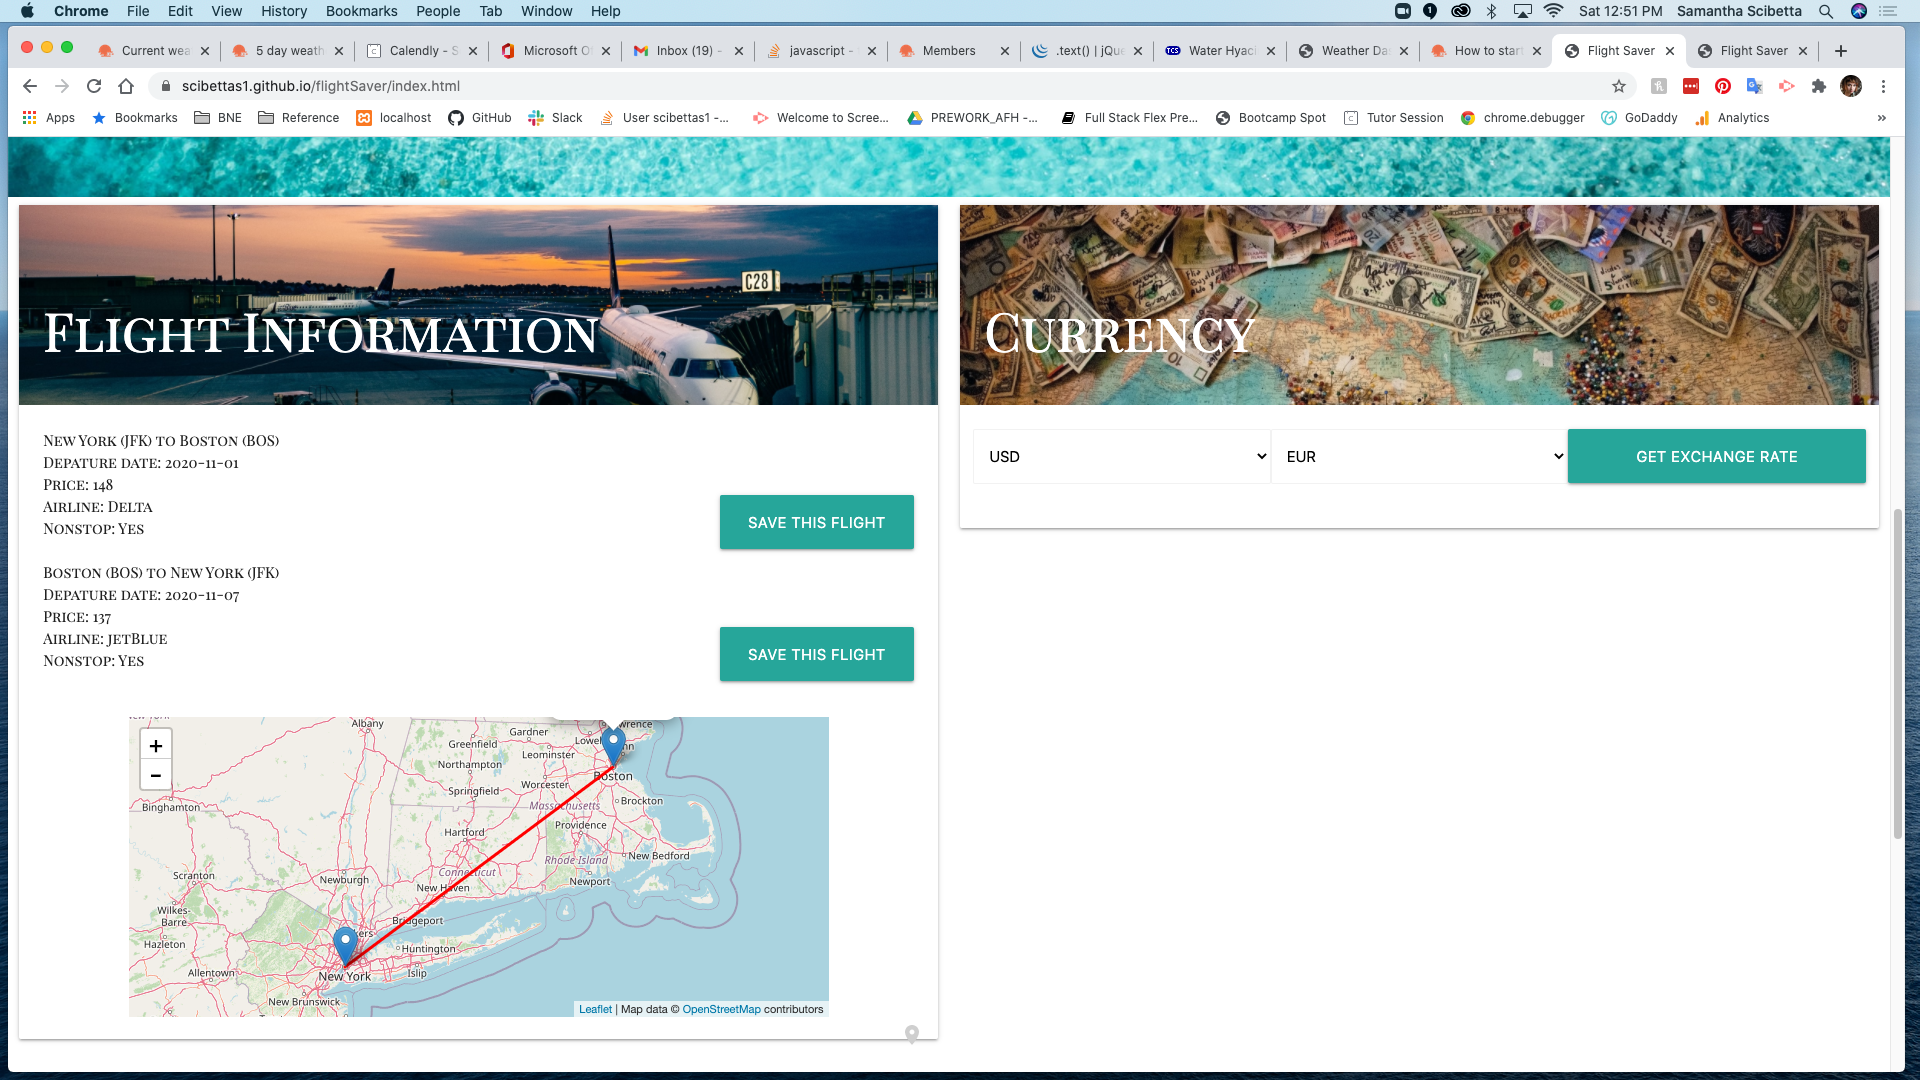 Chrome File Edit View History Bookmarks People Tab Window Help
Sat 12:51 PM Samantha Scibetta
Current wea
5 day weath
Calendly - S
Microsoft O
Inbox (19) -
javascript -
Members
.text() | jQue
Water Hyaci
Weather Da
How to start
Flight Saver
Flight Saver
scibettas1.github.io/flightSaver/index.html
Apps
Bookmarks
BNE
Reference
localhost
GitHub
Slack
User scibettas1 -...
Welcome to Scree...
PREWORK_AFH -...
Full Stack Flex Pre...
Bootcamp Spot
Tutor Session
chrome.debugger
GoDaddy
Analytics
»
C28
Flight Information
New York (JFK) to Boston (BOS)
Depature date: 2020-11-01
Price: 148
Airline: Delta
Nonstop: Yes
SAVE THIS FLIGHT
Boston (BOS) to New York (JFK)
Depature date: 2020-11-07
Price: 137
Airline: jetBlue
Nonstop: Yes
SAVE THIS FLIGHT
+
-
Albany
Gardner
Greenfield
Leominster
Northampton
Boston
Binghamton
Springfield
Worcester
Massachusetts
Brockton
Hartford
Providence
Rhode Island
New Bedford
Scranton
Newburgh
Connecticut
Newport
New Haven
Wilkes-
Barre
Bridgeport
Hazleton
Huntington
Allentown
New York
Islip
New Brunswick
Leaflet | Map data © OpenStreetMap contributors
Currency
USD
EUR
GET EXCHANGE RATE